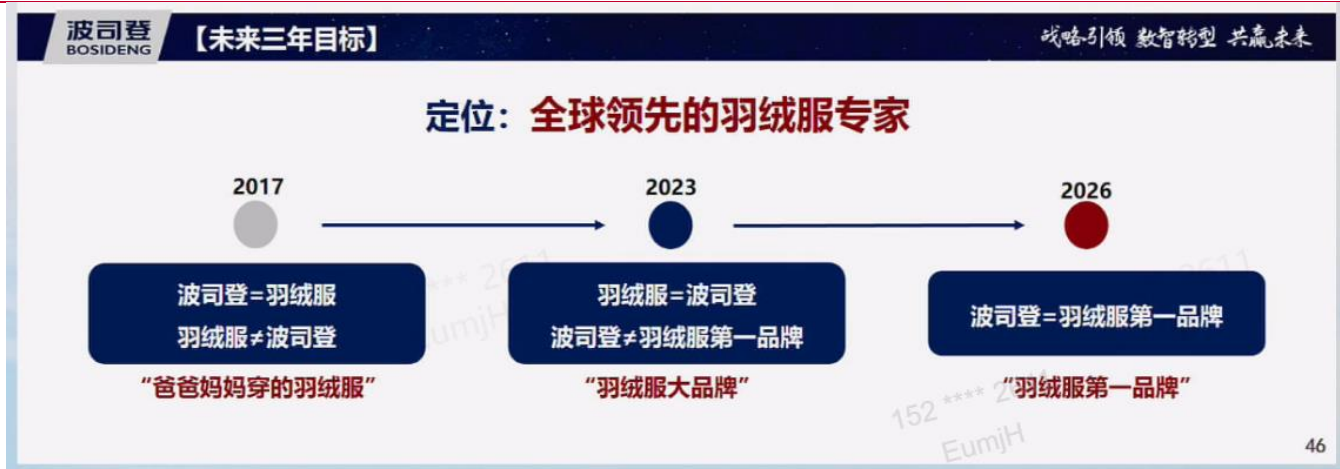 波司登
BOSIDENG
【未来三年目标】
战略引领 数智转型 共赢未来
定位：全球领先的羽绒服专家
2017
2023
2026
波司登=羽绒服
羽绒服≠波司登
羽绒服=波司登
波司登≠羽绒服第一品牌
波司登=羽绒服第一品牌
“爸爸妈妈穿的羽绒服”
“羽绒服大品牌”
“羽绒服第一品牌”
152 **** 2611
EumjH
46